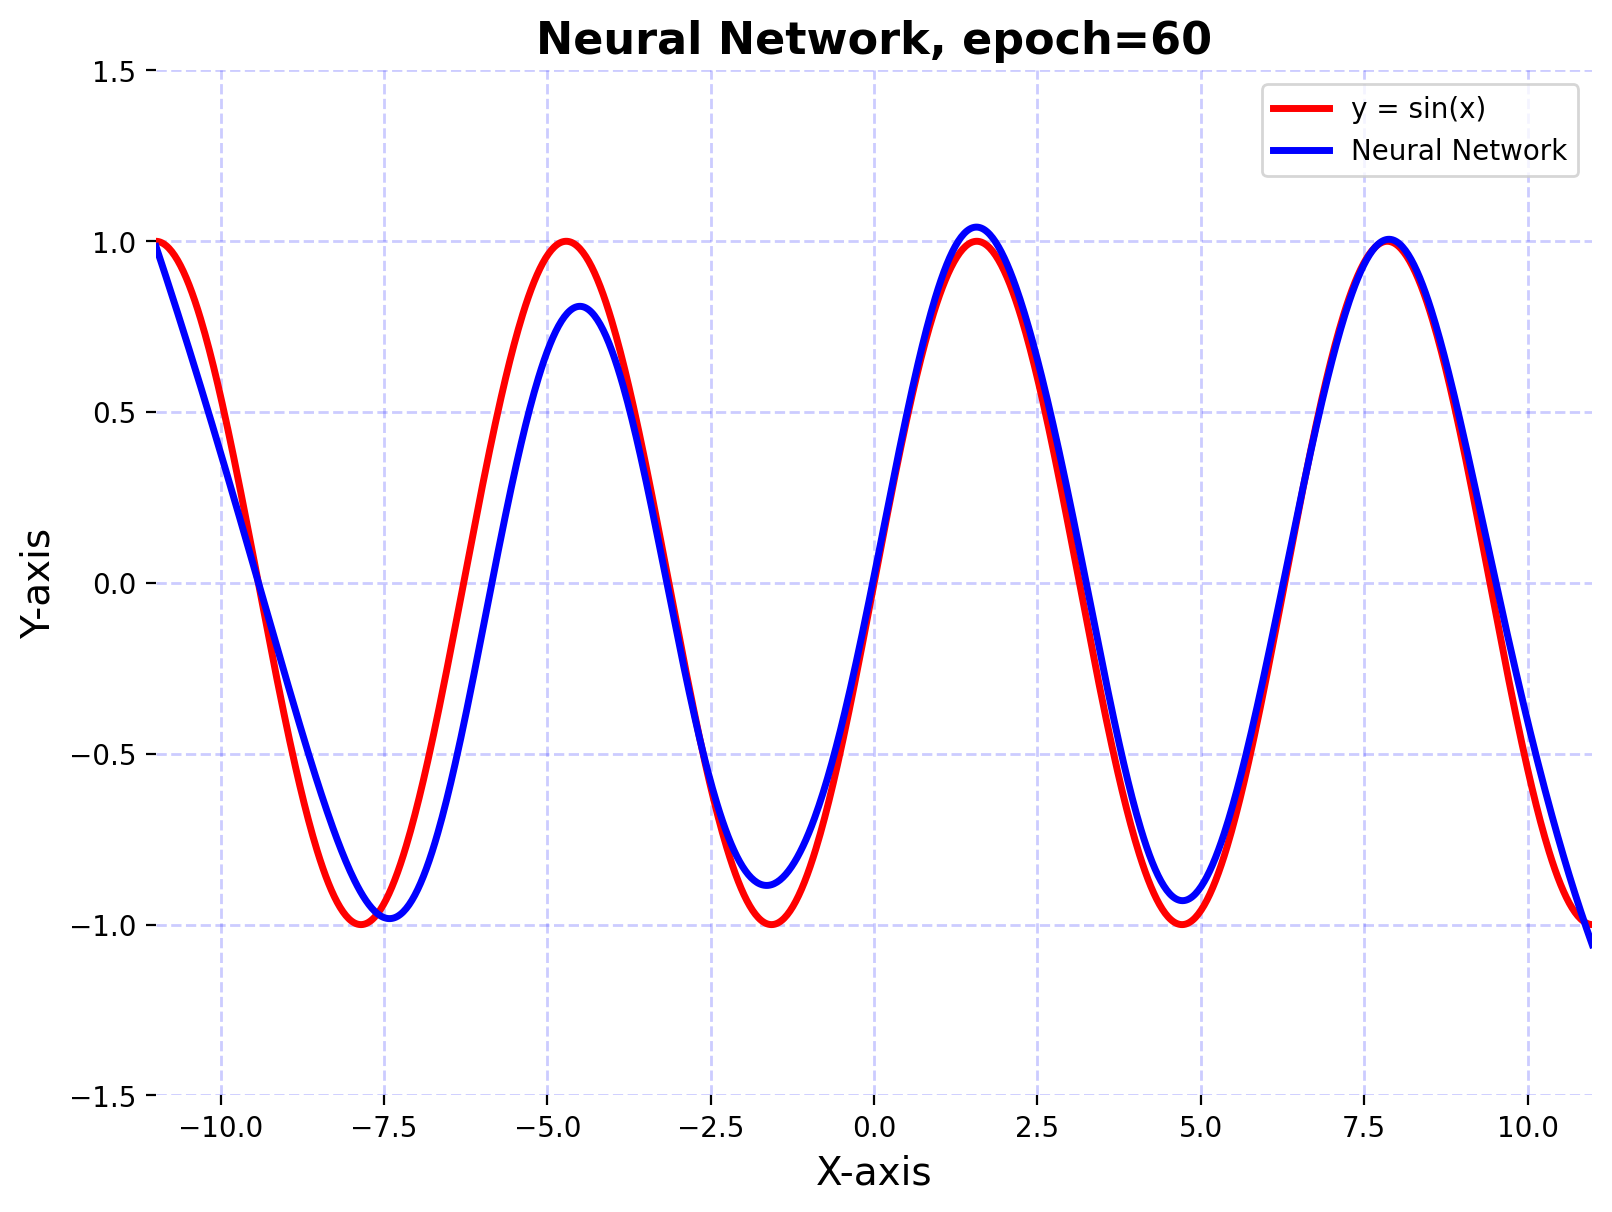 Neural Network, epoch=60
y = sin(x)
Neural Network
1.5
1.0
0.5
0.0
−0.5
−1.0
−1.5
Y-axis
−10.0 −7.5 −5.0 −2.5 0.0 2.5 5.0 7.5 10.0
X-axis